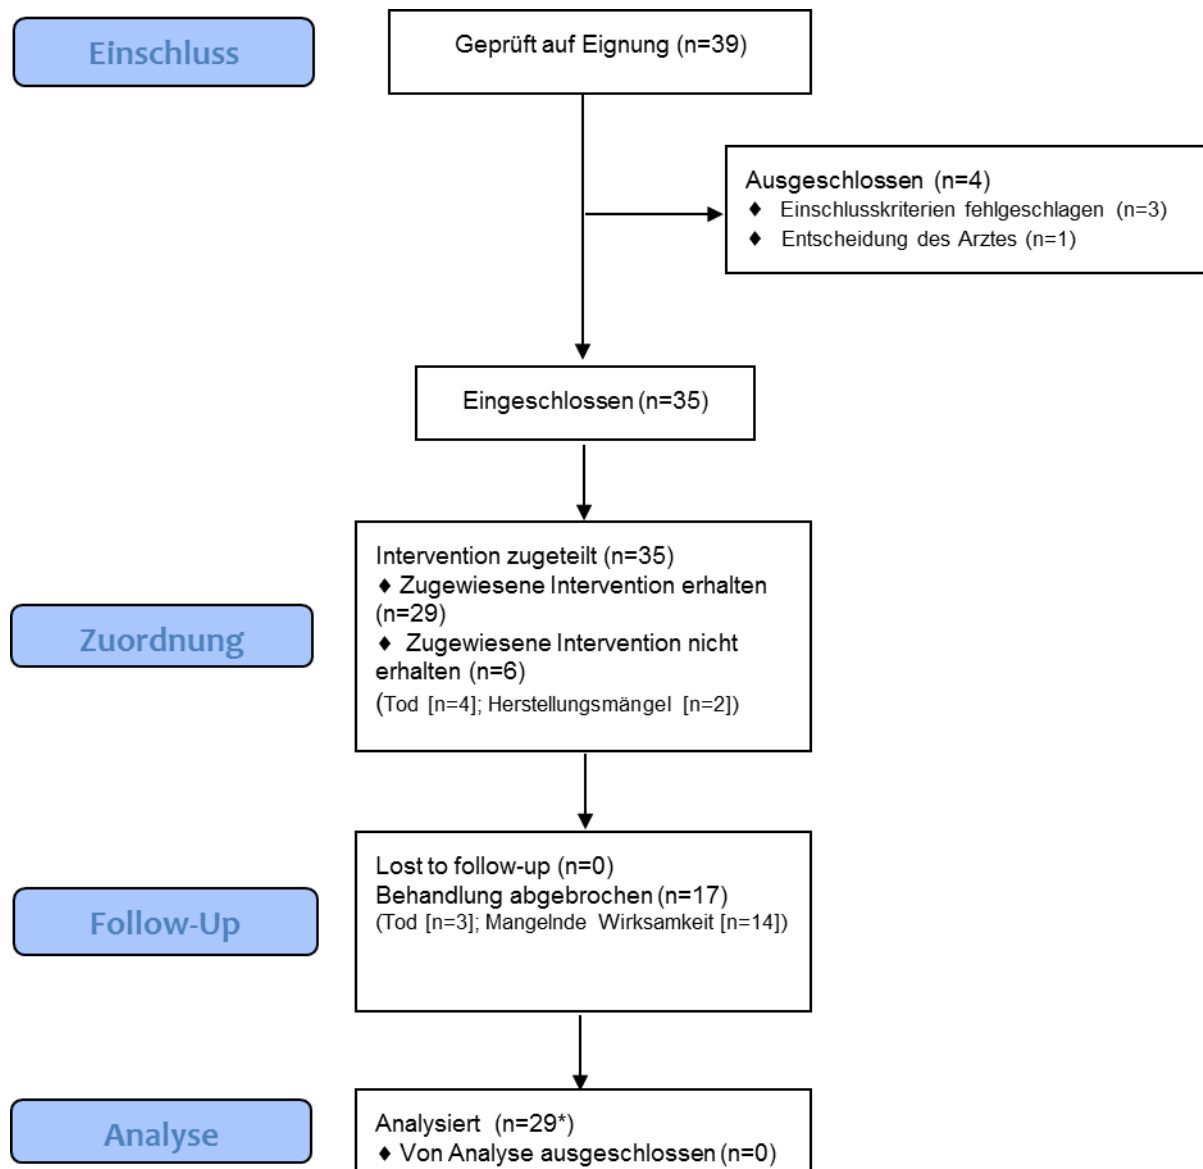 Einschluss
Geprüft auf Eignung (n=39)
Ausgeschlossen (n=4)
♦ Einschlusskriterien fehlgeschlagen (n=3)
♦ Entscheidung des Arztes (n=1)
Eingeschlossen (n=35)
Zuordnung
Intervention zugeteilt (n=35)
♦ Zugewiesene Intervention erhalten
(n=29)
♦ Zugewiesene Intervention nicht
erhalten (n=6)
(Tod [n=4]; Herstellungsmängel [n=2])
Follow-Up
Lost to follow-up (n=0)
Behandlung abgebrochen (n=17)
(Tod [n=3]; Mangelnde Wirksamkeit [n=14])
Analyse
Analysiert (n=29*)
♦ Von Analyse ausgeschlossen (n=0)